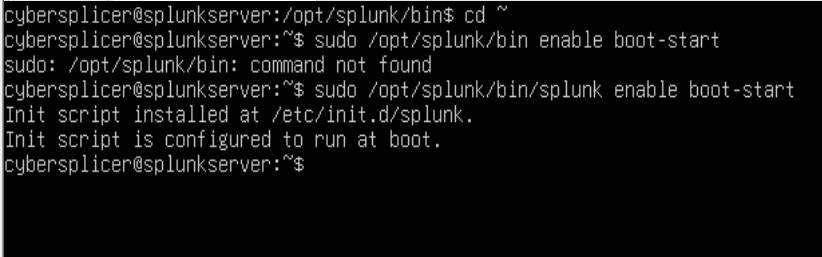 cybersplicer@splunkserver:/opt/splunk/bin$ cd ~
cybersplicer@splunkserver:~$ sudo /opt/splunk/bin enable boot-start
sudo: /opt/splunk/bin: command not found
cybersplicer@splunkserver:~$ sudo /opt/splunk/bin/splunk enable boot-start
Init script installed at /etc/init.d/splunk.
Init script is configured to run at boot.
cybersplicer@splunkserver:~$